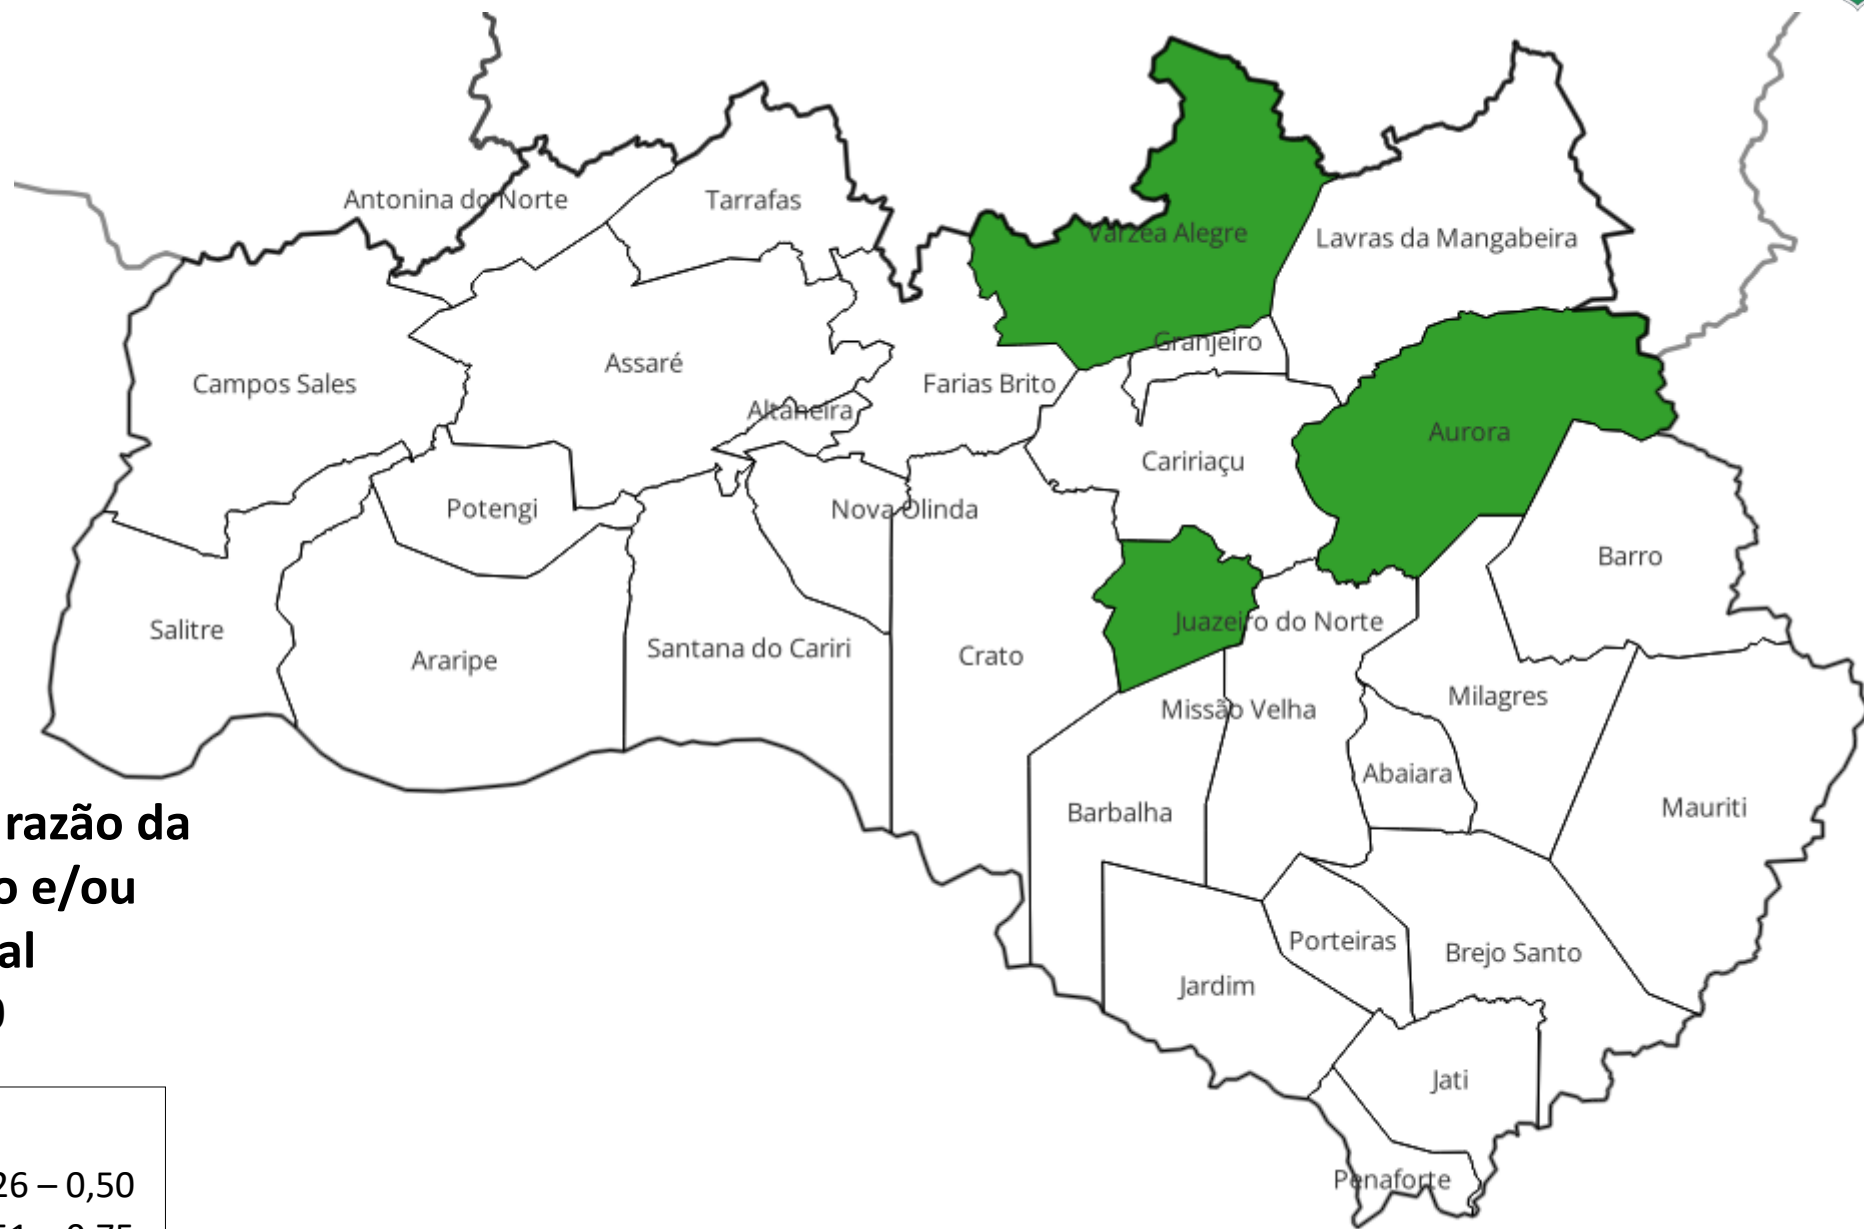 Antonina do Norte
Tarrafas
Várzea Alegre
Lavras da Mangabeira
Granjeiro
Campos Sales
Assaré
Farias Brito
Altaneira
Aurora
Caririaçu
Potengi
Nova Olinda
Barro
Salitre
Juazeiro do Norte
Araripe
Santana do Cariri
Crato
Milagres
Missão Velha
Abaiara
Barbalha
Mauriti
Porteiras
Brejo Santo
Jardim
Jati
Penaforte
razão da
o e/ou
al
26 – 0,50